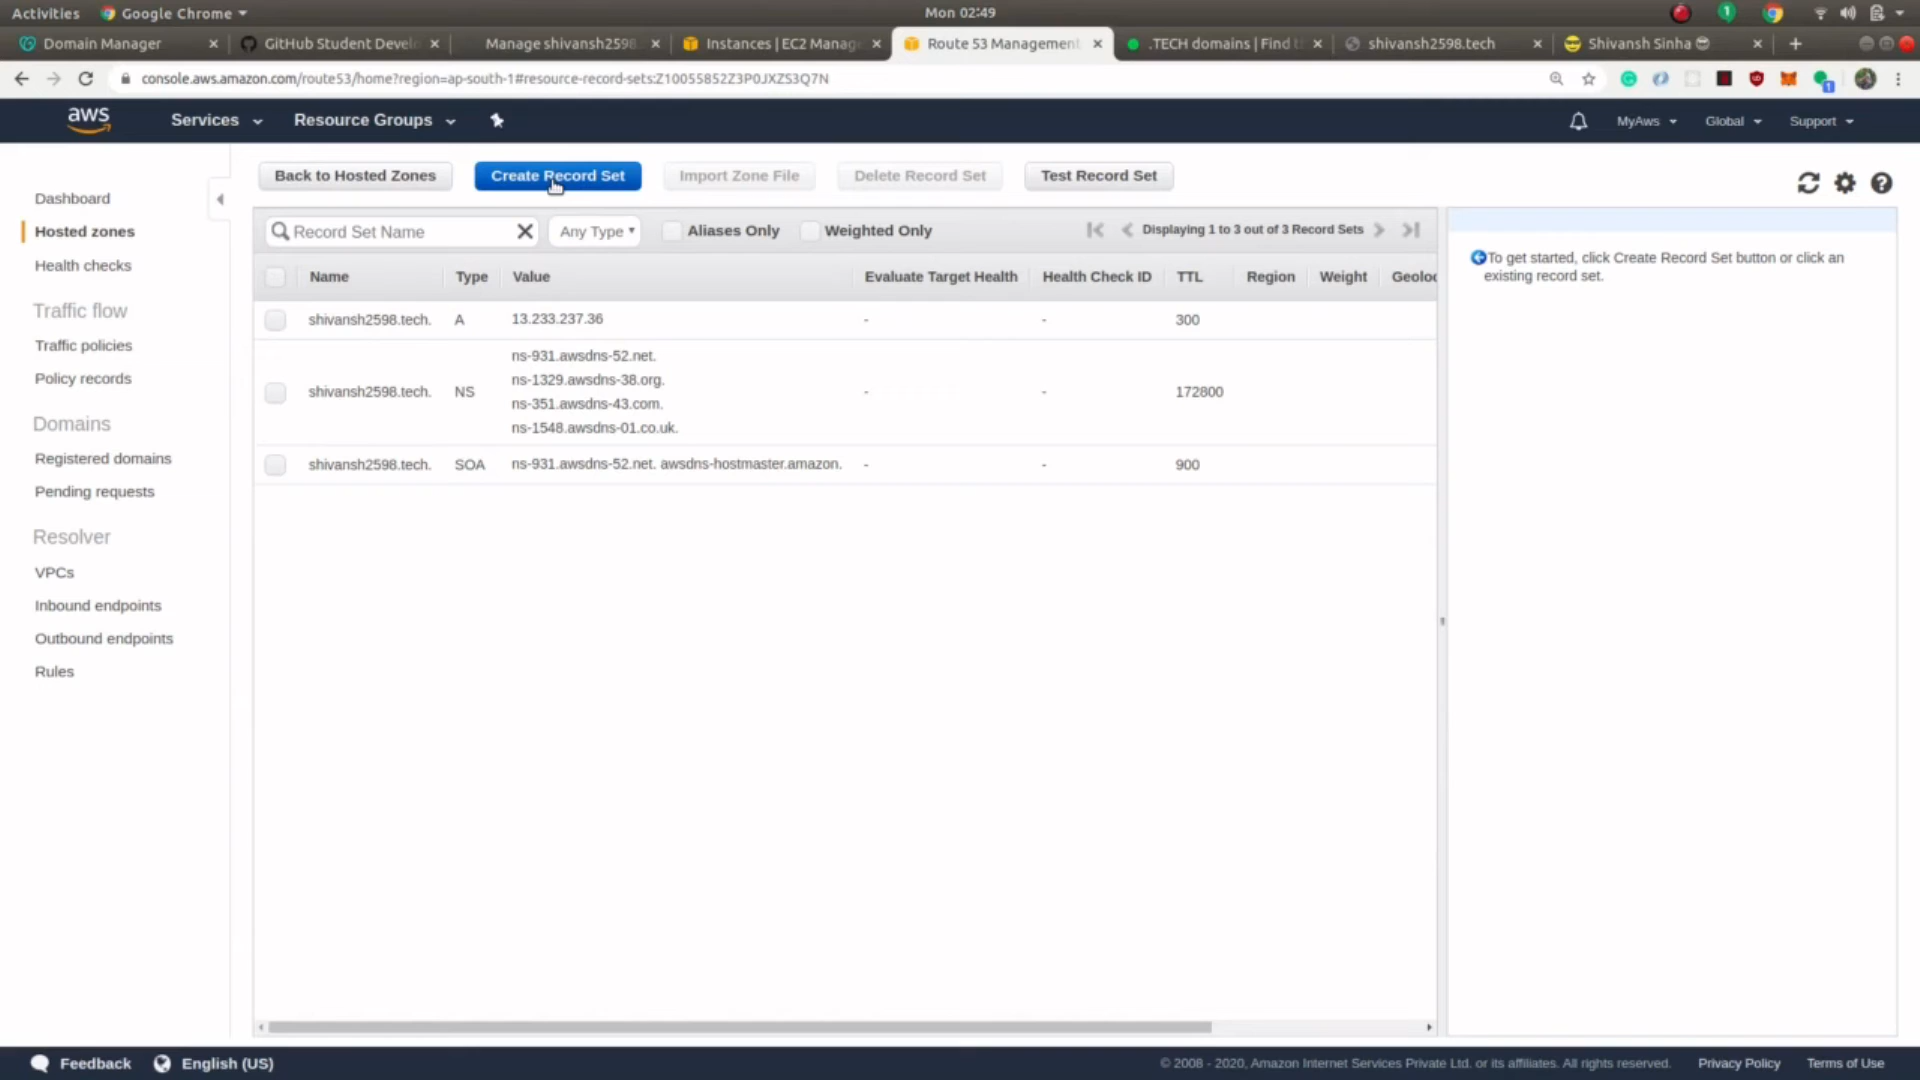 Activities Google Chrome Mon 02:49 1
Domain Manager GitHub Student Devel Manage shivansh2598 Instances | EC2 Manag Route 53 Management .TECH domains | Find t shivansh2598.tech Shivansh Sinha
console.aws.amazon.com/route53/home?region=ap-south-1#resource-record-sets:Z10055852Z3P0JXZS3Q7N 1
aws Services Resource Groups MyAws Global Support
Back to Hosted Zones Create Record Set Import Zone File Delete Record Set Test Record Set
Dashboard
Hosted zones
Health checks
Traffic flow
Traffic policies
Policy records
Domains
Registered domains
Pending requests
Resolver
VPCs
Inbound endpoints
Outbound endpoints
Rules
Record Set Name Any Type Aliases Only Weighted Only Displaying 1 to 3 out of 3 Record Sets
Name Type Value Evaluate Target Health Health Check ID TTL Region Weight Geoloc
shivansh2598.tech. A 13.233.237.36 - - 300
ns-931.awsdns-52.net.
ns-1329.awsdns-38.org.
shivansh2598.tech. NS - - 172800
ns-351.awsdns-43.com.
ns-1548.awsdns-01.co.uk.
shivansh2598.tech. SOA ns-931.awsdns-52.net. awsdns-hostmaster.amazon. - - 900
To get started, click Create Record Set button or click an
existing record set.
Feedback English (US) © 2008 - 2020, Amazon Internet Services Private Ltd. or its affiliates. All rights reserved. Privacy Policy Terms of Use